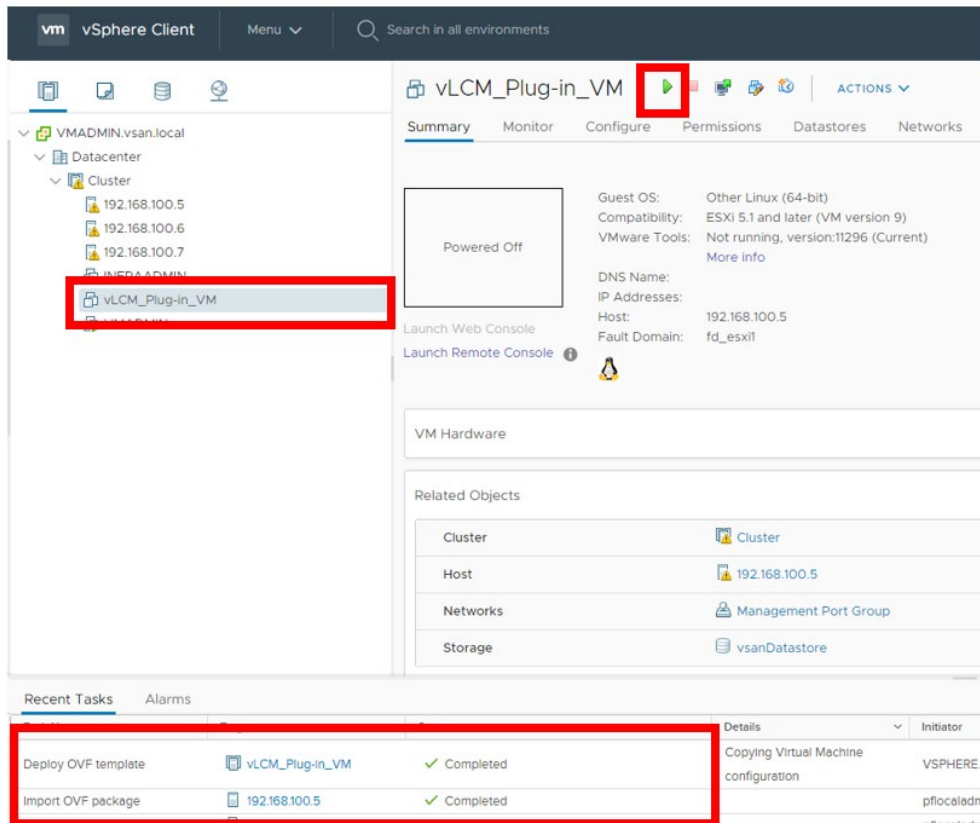 vm vSphere Client Menu Search in all environments
vLCM_Plug-in_VM ACTIONS
Summary Monitor Configure Permissions Datastores Networks
VMADMIN.vsan.local
Datacenter
Cluster
192.168.100.5
192.168.100.6
192.168.100.7
INFRAADMIN
vLCM_Plug-in_VM
VMADMIN
Powered Off
Launch Web Console
Launch Remote Console
Guest OS: Other Linux (64-bit)
Compatibility: ESXi 5.1 and later (VM version 9)
VMware Tools: Not running, version:11296 (Current)
More info
DNS Name:
IP Addresses:
Host: 192.168.100.5
Fault Domain: fd_esxi1
VM Hardware
Related Objects
Cluster Cluster
Host 192.168.100.5
Networks Management Port Group
Storage vsanDatastore
Recent Tasks Alarms
Details Initiator
Deploy OVF template vLCM_Plug-in_VM Completed Copying Virtual Machine
configuration VSPHERE.
Import OVF package 192.168.100.5 Completed pflocaladm